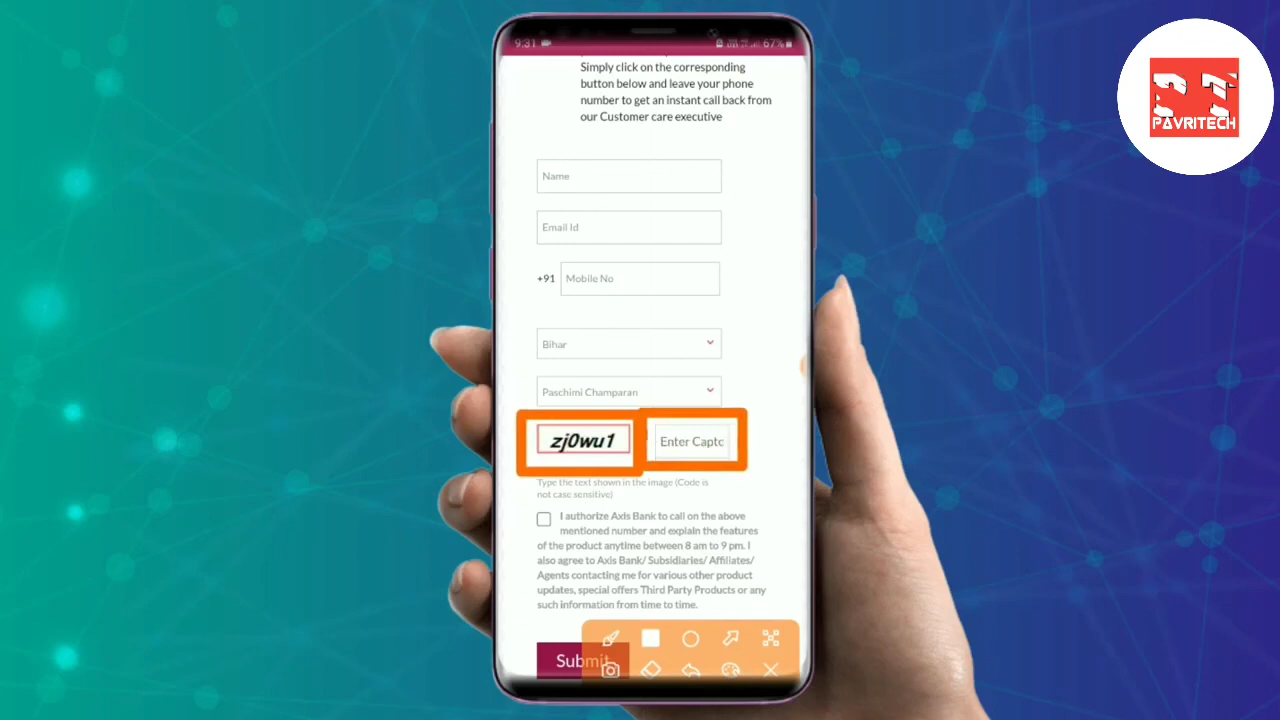 9:31
67%
PAVRITECH
Simply click on the corresponding
button below and leave your phone
number to get an instant call back from
our Customer care executive
Name
Email Id
+91 Mobile No
Bihar
Paschimi Champaran
zj0wu1 Enter Captc
Type the text shown in the image (Code is
not case sensitive)
I authorize Axis Bank to call on the above
mentioned number and explain the features
of the product anytime between 8 am to 9 pm. I
also agree to Axis Bank/ Subsidiaries/ Affiliates/
Agents contacting me for various other product
updates, special offers Third Party Products or any
such information from time to time.
Submit